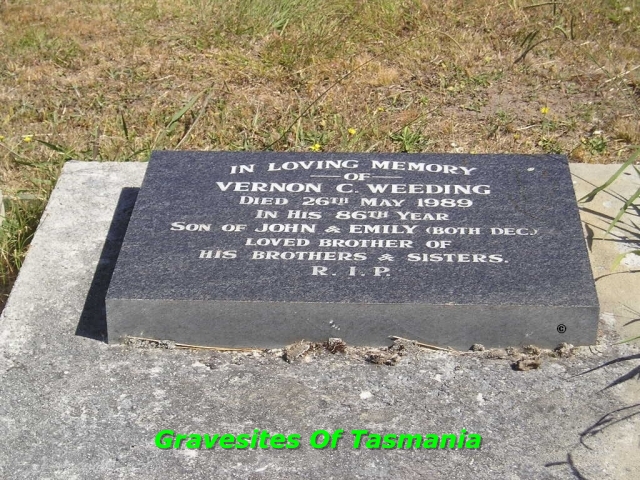 IN LOVING MEMORY
— OF —
VERNON C. WEEDING
DIED 26TH MAY 1989
IN HIS 86TH YEAR
SON OF JOHN & EMILY (BOTH DEC.)
LOVED BROTHER OF
HIS BROTHERS & SISTERS.
R. I. P.
©
Gravesites Of Tasmania